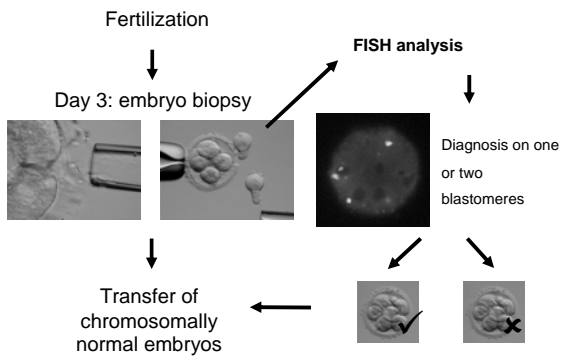 Fertilization
Day 3: embryo biopsy
FISH analysis
Diagnosis on one
or two
blastomeres
Transfer of
chromosomally
normal embryos